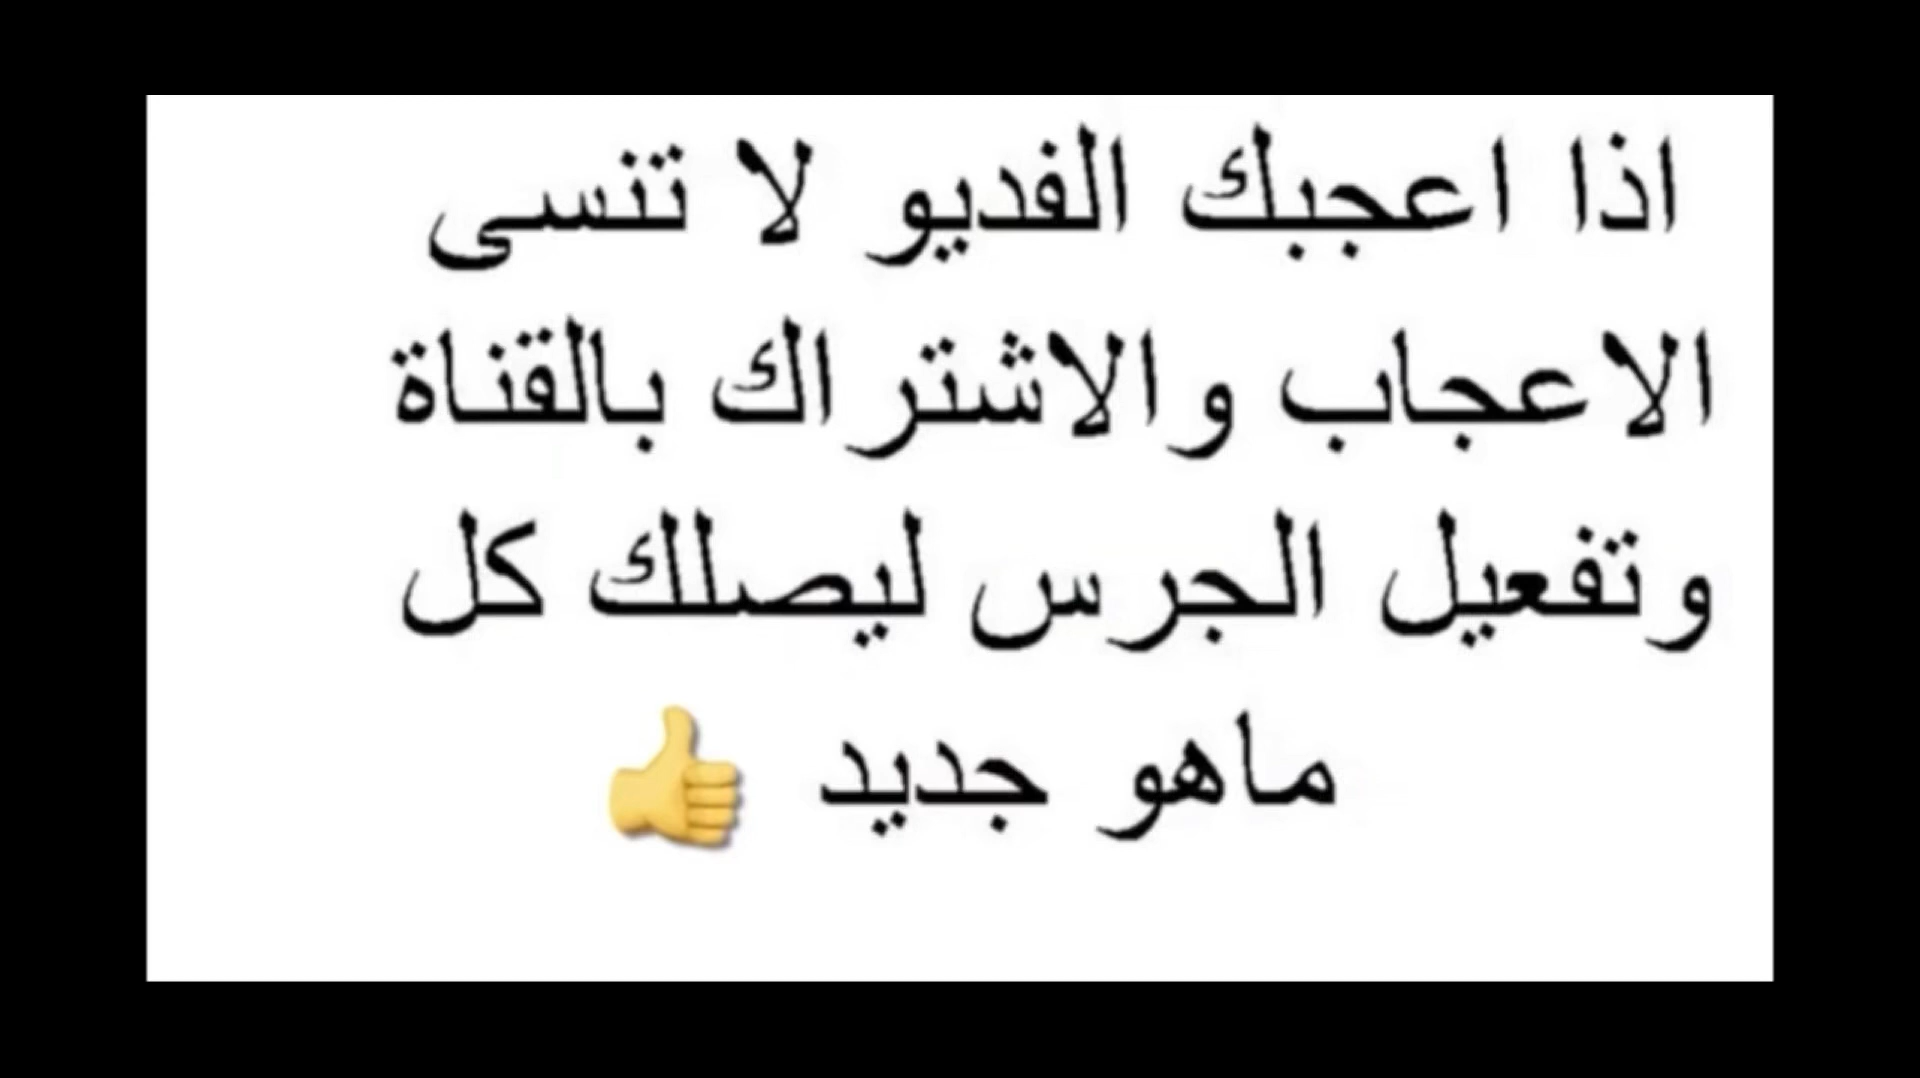 اذا اعجبك الفديو لا تنسى
الاعجاب والاشتراك بالقناة
وتفعيل الجرس ليصلك كل
ماهو جديد 👍